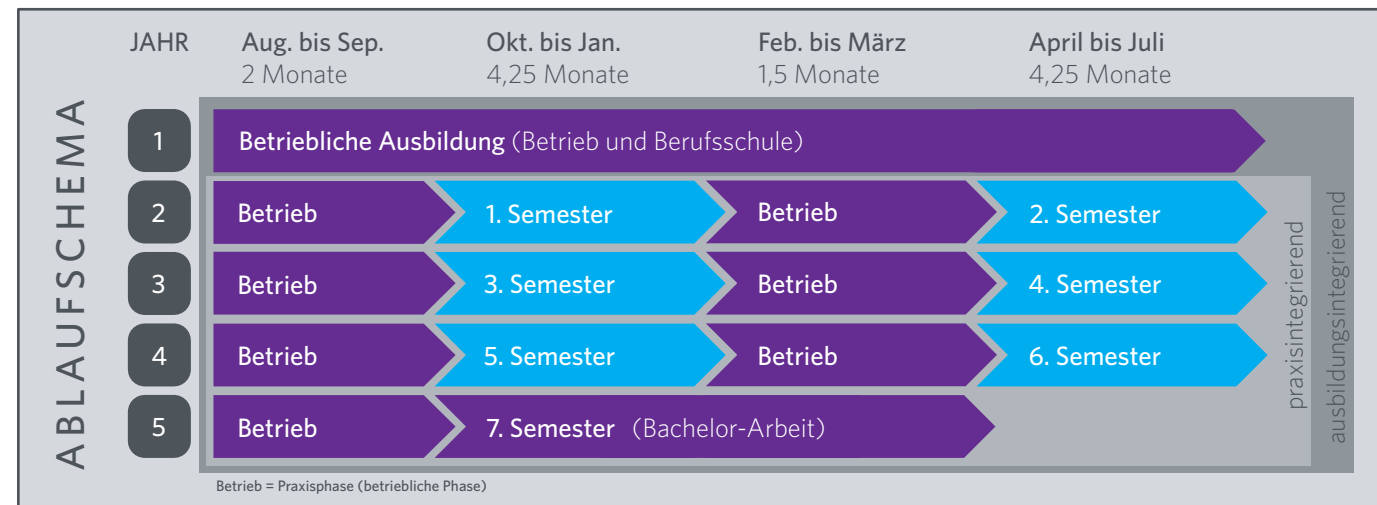 JAHR
Aug. bis Sep.
2 Monate
Okt. bis Jan.
4,25 Monate
Feb. bis März
1,5 Monate
April bis Juli
4,25 Monate
ABLAUFSCHEMA
1
Betriebliche Ausbildung (Betrieb und Berufsschule)
2
Betrieb
1. Semester
Betrieb
2. Semester
3
Betrieb
3. Semester
Betrieb
4. Semester
4
Betrieb
5. Semester
Betrieb
6. Semester
5
Betrieb
7. Semester (Bachelor-Arbeit)
praxisintegrierend
ausbildungsintegrierend
Betrieb = Praxisphase (betriebliche Phase)